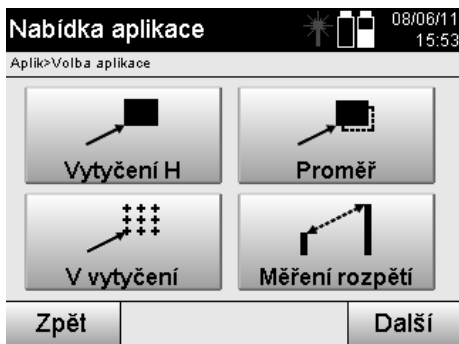 Nabídka aplikace
08/06/11
15:53
Aplik>Volba aplikace
Vytyčení H
Proměř
V vytyčení
Měření rozpětí
Zpět
Další